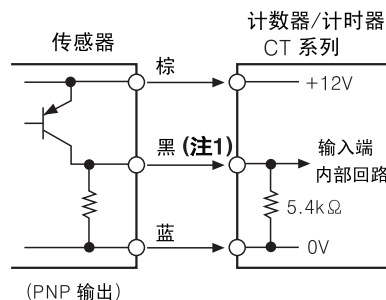 计数器/计时器
传感器
CT 系列
棕
+12V
黑 (注1)
输入端
内部回路
5.4kΩ
蓝
0V
(PNP 输出)